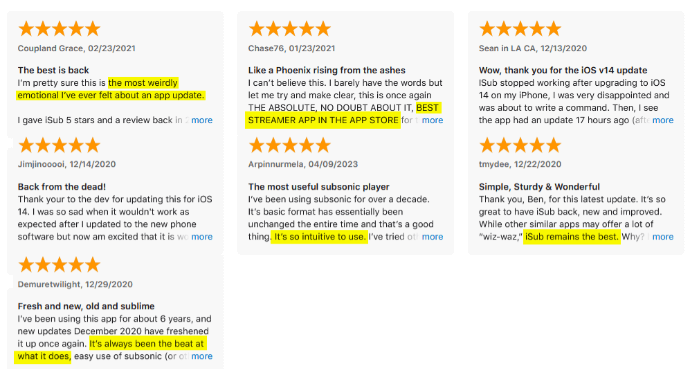 Coupland Grace, 02/23/2021
The best is back
I'm pretty sure this is the most weirdly
emotional I've ever felt about an app update.
I gave iSub 5 stars and a review back in more
Chase76, 01/23/2021
Like a Phoenix rising from the ashes
I can't believe this. I barely have the words but
let me try and make clear, this is once again
THE ABSOLUTE, NO DOUBT ABOUT IT, BEST
STREAMER APP IN THE APP STORE for more
Sean in LA CA, 12/13/2020
Wow, thank you for the iOS v14 update
ISub stopped working after upgrading to iOS
14 on my iPhone, I was very disappointed and
was about to write a command. Then, I see
the app had an update 17 hours ago more
Jimjinooooi, 12/14/2020
Back from the dead!
Thank your to the dev for updating this for iOS
14. I was so sad when it wouldn't work as
expected after I updated to the new phone
software but now am excited that it is more
Arpinnurmela, 04/09/2023
The most useful subsonic player
I've been using subsonic for over a decade.
It's basic format has essentially been
unchanged the entire time and that's a good
thing. It's so intuitive to use. I've tried more
tmydee, 12/22/2020
Simple, Sturdy & Wonderful
Thank you, Ben, for this latest update. It's so
great to have iSub back, new and improved.
While other similar apps may offer a lot of
"wiz-waz," iSub remains the best. Why? more
Demuretwilight, 12/29/2020
Fresh and new, old and sublime
I've been using this app for about 6 years, and
new updates December 2020 have freshened
it up once again. It's always been the beat at
what it does, easy use of subsonic (or more